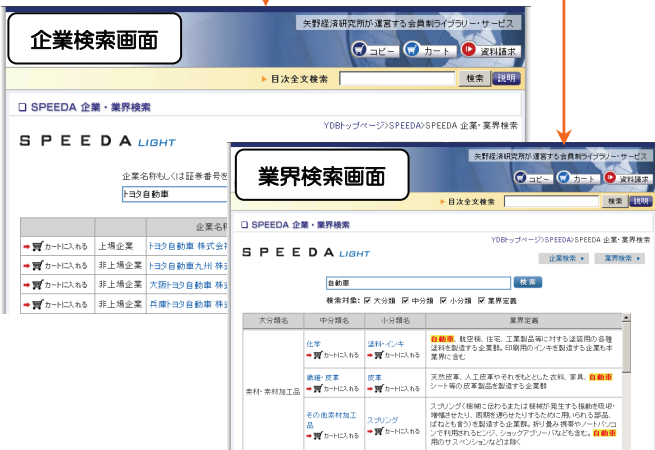 企業検索画面
矢野経済研究所が運営する会員制ライブラリー・サービス
コピー カート 資料請求
目次全文検索 検索 説明
SPEEDA 企業・業界検索
YDBトップページ>SPEEDA>SPEEDA 企業・業界検索
SPEEDA LIGHT
企業名称もしくは証券番号を
トヨタ自動車
企業名称
カートに入れる 上場企業 トヨタ自動車 株式会社
カートに入れる 非上場企業 トヨタ自動車九州 株
カートに入れる 非上場企業 大阪トヨタ自動車 株
カートに入れる 非上場企業 兵庫トヨタ自動車 株
業界検索画面
矢野経済研究所が運営する会員制ライブラリー・サービス
コピー カート 資料請求
目次全文検索 検索 説明
SPEEDA 企業・業界検索
YDBトップページ>SPEEDA>SPEEDA 企業・業界検索
SPEEDA LIGHT
企業検索 業界検索
自動車 検索
検索対象: 大分類 中分類 小分類 業界定義
大分類名 中分類名 小分類名 業界定義
素材・素材加工品
化学
カートに入れる
塗料・インキ
カートに入れる
自動車、航空機、住宅、工業製品等に対する塗装用の各種
塗料を製造する企業群。印刷用のインキを製造する企業も本
業界に含む
繊維・皮革
カートに入れる
皮革
カートに入れる
天然皮革、人工皮革やそれをもととした衣料、家具、自動車
シート等の皮革製品を製造する企業群
その他素材加工
品
カートに入れる
スプリング
カートに入れる
スプリング(機械に伝わるまたは機械が発生する振動を吸収・
増幅させたり、周期を遅らせたりするために用いられる部品。
ばねとも言う)を製造する企業群。折り畳み携帯やノートパソコ
ンで利用されるヒンジ、ショックアブソーバなども含む。自動車
用のサスペンションなどは除く